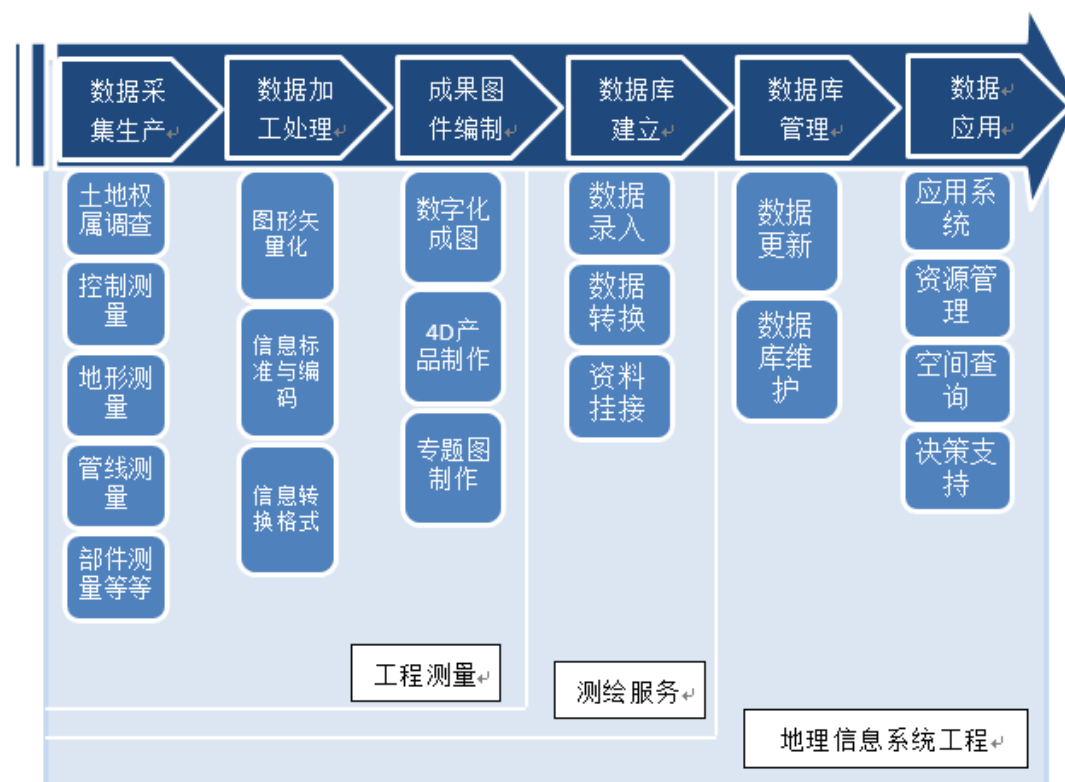 数据采
集生产
数据加
工处理
成果图
件编制
数据库
建立
数据库
管理
数据
应用
土地权
属调查
控制测
量
地形测
量
管线测
量
部件测
量等等
图形矢
量化
信息标
准与编
码
信息转
换格式
数字化
成图
4D产
品制作
专题图
制作
数据
录入
数据
转换
资料
挂接
数据
更新
数据
库维
护
应用系
统
资源管
理
空间查
询
决策支
持
工程测量
测绘服务
地理信息系统工程